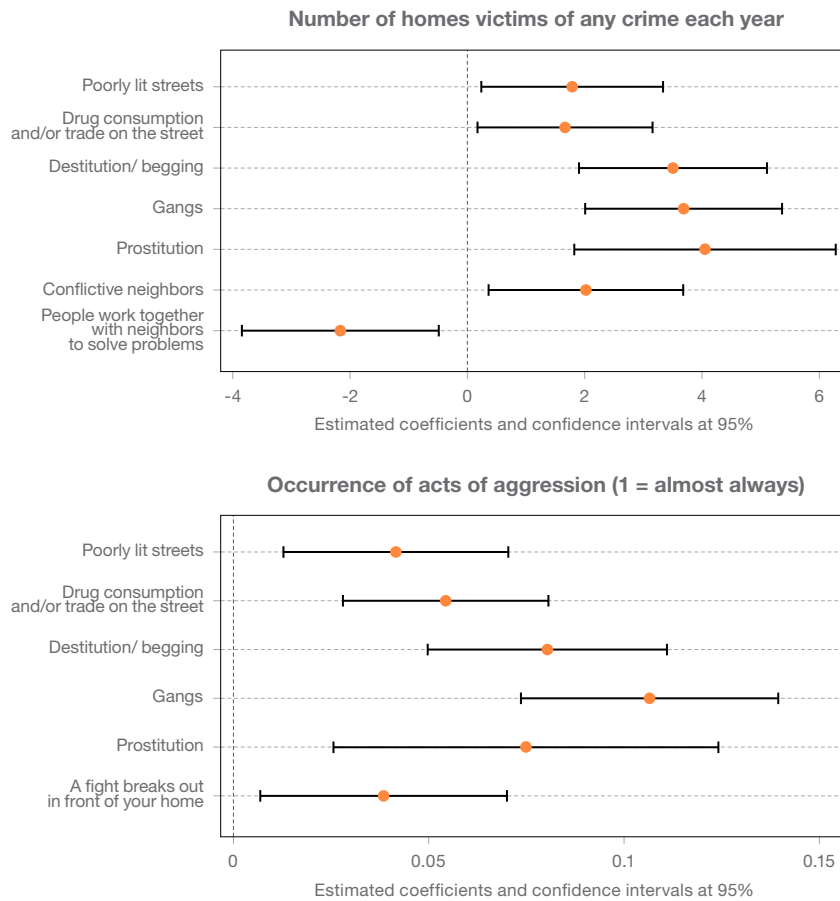 Number of homes victims of any crime each year
Poorly lit streets
Drug consumption
and/or trade on the street
Destitution/ begging
Gangs
Prostitution
Conflictive neighbors
People work together
with neighbors
to solve problems
-4 -2 0 2 4 6
Estimated coefficients and confidence intervals at 95%
Occurrence of acts of aggression (1 = almost always)
Poorly lit streets
Drug consumption
and/or trade on the street
Destitution/ begging
Gangs
Prostitution
A fight breaks out
in front of your home
0 0.05 0.1 0.15
Estimated coefficients and confidence intervals at 95%